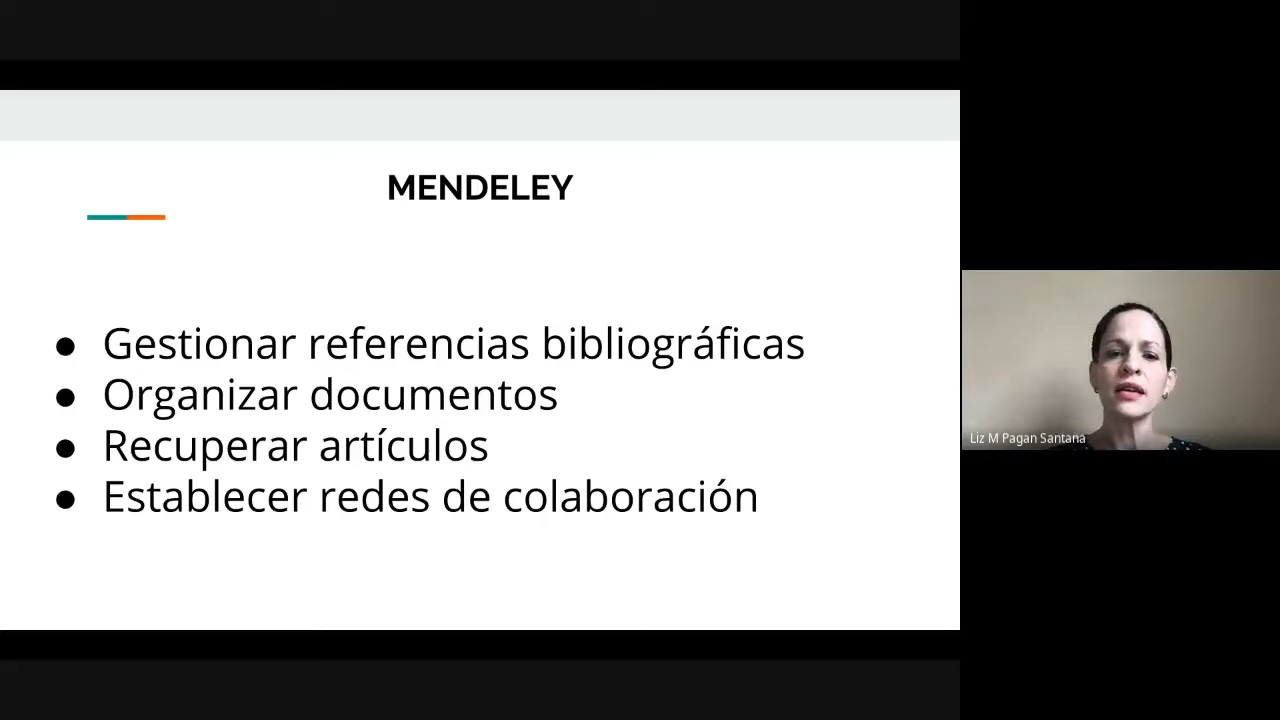 MENDELEY
● Gestionar referencias bibliográficas
● Organizar documentos
● Recuperar artículos
● Establecer redes de colaboración
Liz M Pagan Santana